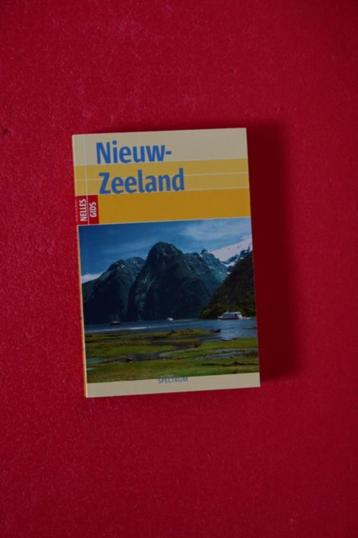 Nieuw-
Zeeland
NELLES
GIDS
SPECTRUM